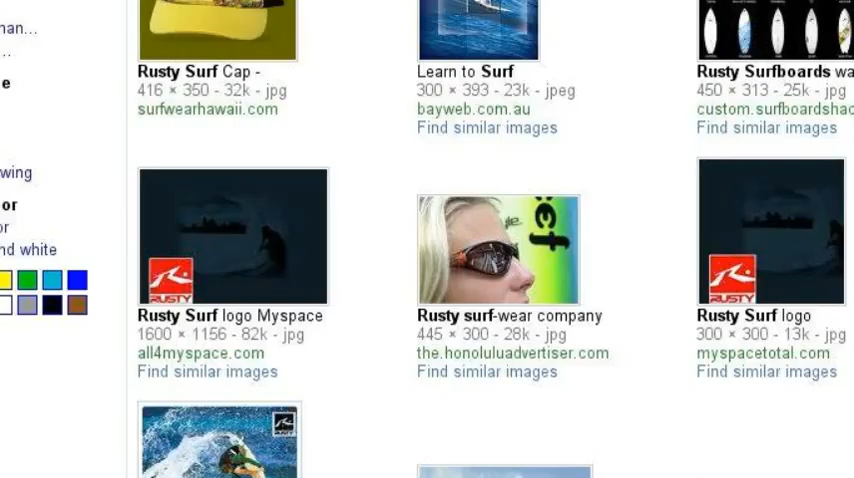 nan...
..
e
wing
or
or
nd white
Rusty Surf Cap -
416 × 350 - 32k - jpg
surfwearhawaii.com
Learn to Surf
300 × 393 - 23k - jpeg
bayweb.com.au
Find similar images
Rusty Surfboards wa
450 × 313 - 25k - jpg
custom.surfboardshac
Find similar images
RUSTY
Rusty Surf logo Myspace
1600 × 1156 - 82k - jpg
all4myspace.com
Find similar images
ef
Rusty surf-wear company
445 × 300 - 28k - jpg
the.honoluluadvertiser.com
Find similar images
RUSTY
Rusty Surf logo
300 × 300 - 13k - jpg
myspacetotal.com
Find similar images
RUSTY